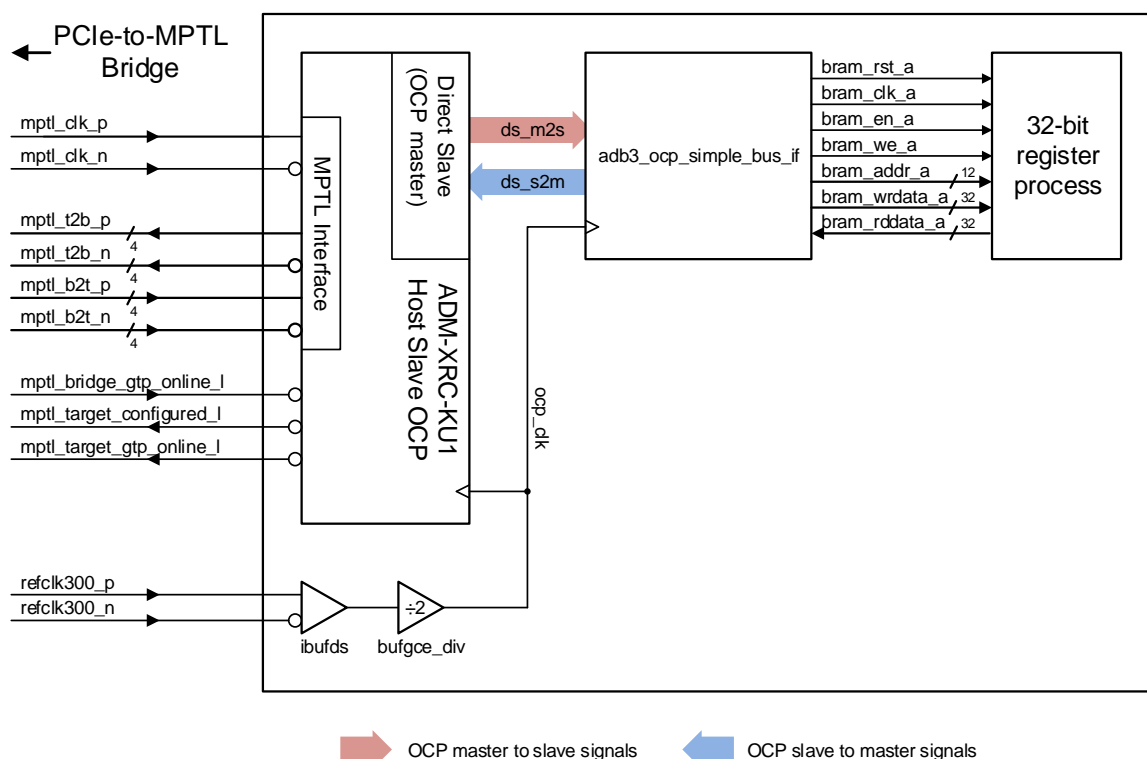 PCIe-to-MPTL
Bridge
mptl_clk_p
mptl_clk_n
mptl_t2b_p
4
mptl_t2b_n
4
mptl_b2t_p
4
mptl_b2t_n
4
mptl_bridge_gtp_online_l
mptl_target_configured_l
mptl_target_gtp_online_l
refclk300_p
refclk300_n
MPTL Interface
Direct Slave
(OCP master)
ADM-XRC-KU1
Host Slave OCP
ds_m2s
ds_s2m
adb3_ocp_simple_bus_if
ocp_clk
ibufds
÷2
bufgce_div
bram_rst_a
bram_clk_a
bram_en_a
bram_we_a
bram_addr_a
12
bram_wrdata_a
32
bram_rddata_a
32
32-bit
register
process
OCP master to slave signals
OCP slave to master signals